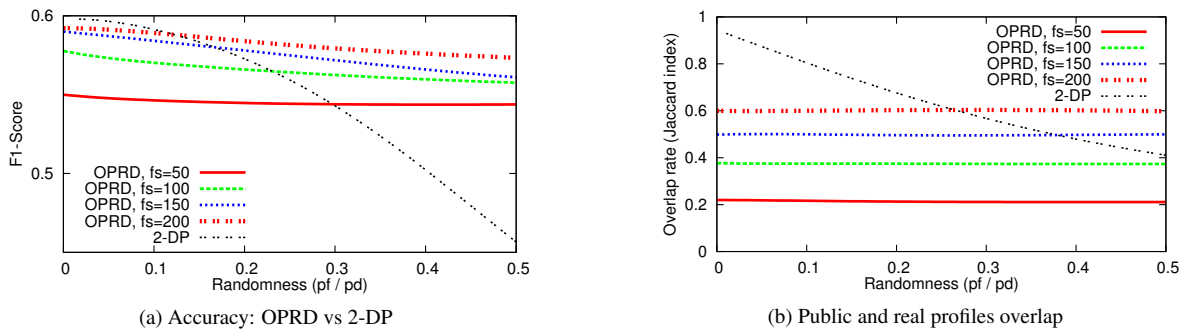 0.6
0.5
F1-Score
OPRD, fs=50
OPRD, fs=100
OPRD, fs=150
OPRD, fs=200
2-DP
0 0.1 0.2 0.3 0.4 0.5
Randomness (pf / pd)
(a) Accuracy: OPRD vs 2-DP
1
0.8
0.6
0.4
0.2
0
Overlap rate (Jaccard index)
OPRD, fs=50
OPRD, fs=100
OPRD, fs=150
OPRD, fs=200
2-DP
0 0.1 0.2 0.3 0.4 0.5
Randomness (pf / pd)
(b) Public and real profiles overlap